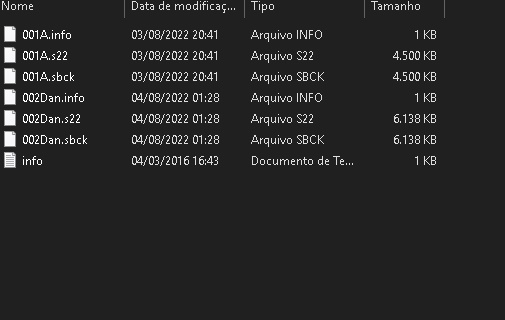 Nome Data de modificaç... Tipo Tamanho
001A.info 03/08/2022 20:41 Arquivo INFO 1 KB
001A.s22 03/08/2022 20:41 Arquivo S22 4.500 KB
001A.sbck 03/08/2022 20:41 Arquivo SBCK 4.500 KB
002Dan.info 04/08/2022 01:28 Arquivo INFO 1 KB
002Dan.s22 04/08/2022 01:28 Arquivo S22 6.138 KB
002Dan.sbck 04/08/2022 01:28 Arquivo SBCK 6.138 KB
info 04/03/2016 16:43 Documento de Te... 1 KB